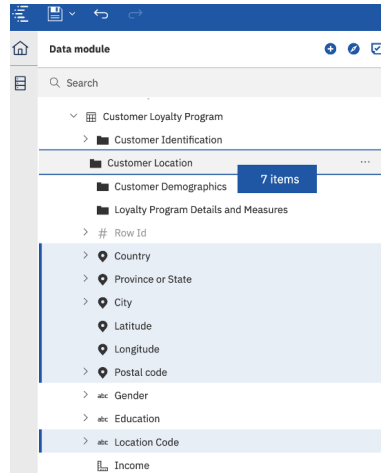 Data module
Search
Customer Loyalty Program
Customer Identification
Customer Location
7 items
Customer Demographics
Loyalty Program Details and Measures
# Row Id
Country
Province or State
City
Latitude
Longitude
Postal code
abc Gender
abc Education
abc Location Code
Income